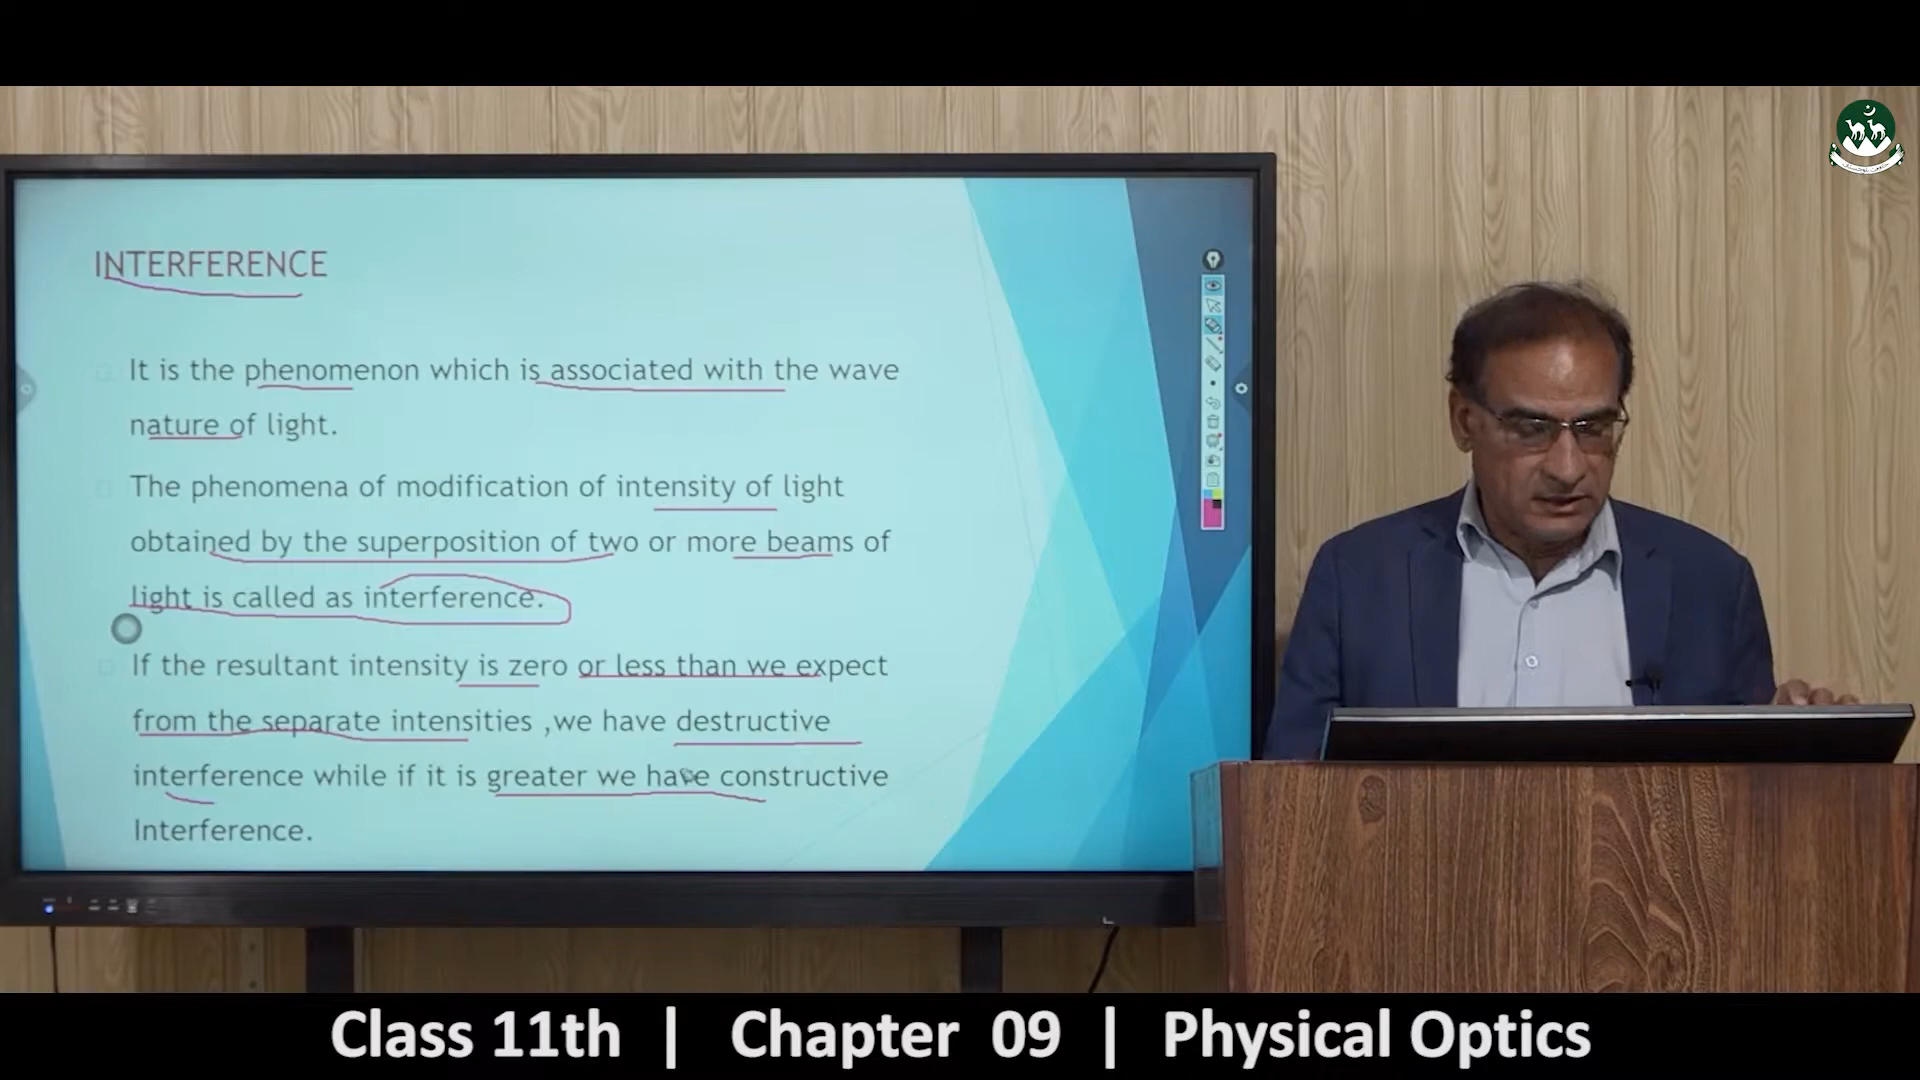 INTERFERENCE
It is the phenomenon which is associated with the wave
nature of light.
The phenomena of modification of intensity of light
obtained by the superposition of two or more beams of
light is called as interference.
If the resultant intensity is zero or less than we expect
from the separate intensities ,we have destructive
interference while if it is greater we have constructive
Interference.
Class 11th | Chapter 09 | Physical Optics